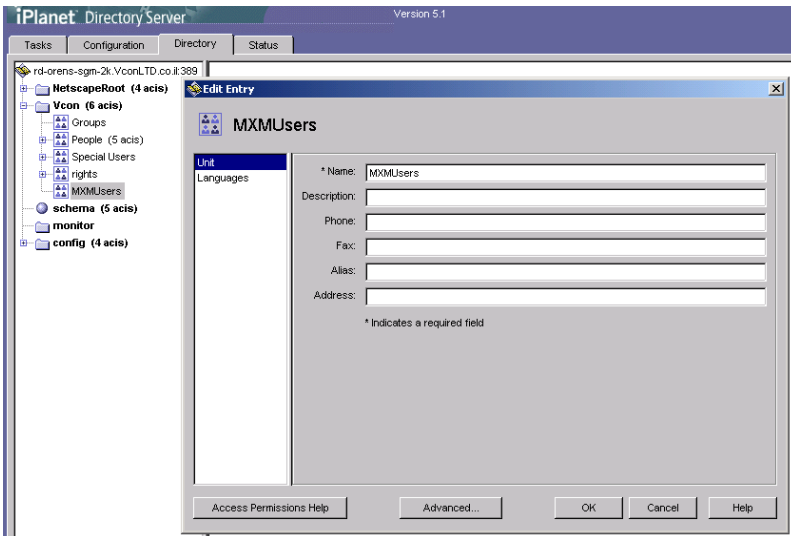 iPlanet Directory Server
Version 5.1
Tasks Configuration Directory Status
rd-orens-sgm-2k.VconLTD.co.il:389
NetscapeRoot (4 acis)
Vcon (6 acis)
Groups
People (5 acis)
Special Users
rights
MXMUsers
schema (5 acis)
monitor
config (4 acis)
Edit Entry
MXMUsers
Unit
Languages
* Name: MXMUsers
Description:
Phone:
Fax:
Alias:
Address:
* Indicates a required field
Access Permissions Help Advanced... OK Cancel Help